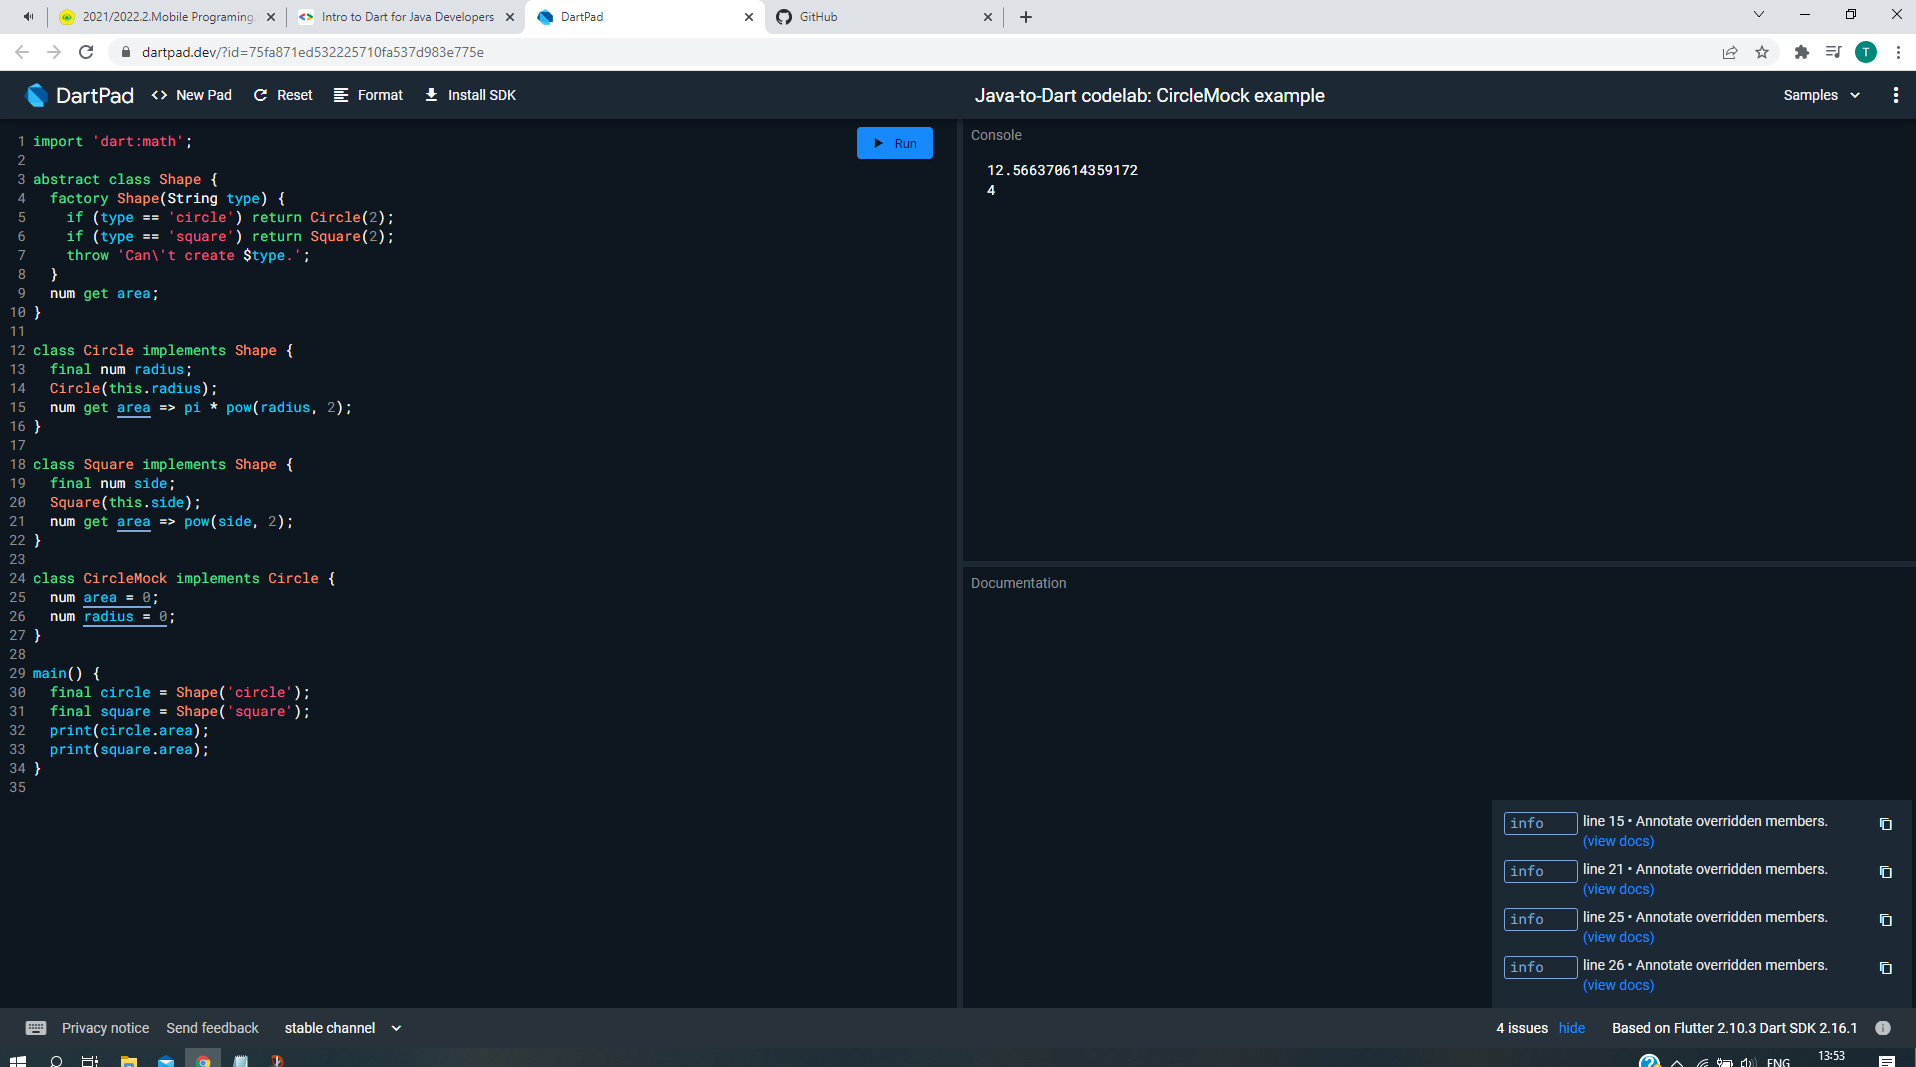 2021/2022.2.Mobile Programing.
Intro to Dart for Java Developers
DartPad
GitHub
dartpad.dev/?id=75fa871ed532225710fa537d983e775e
T
DartPad
<> New Pad
Reset
Format
Install SDK
Java-to-Dart codelab: CircleMock example
Samples
1 import 'dart:math';
2
3 abstract class Shape {
4   factory Shape(String type) {
5     if (type == 'circle') return Circle(2);
6     if (type == 'square') return Square(2);
7     throw 'Can\'t create $type.';
8   }
9   num get area;
10 }
11
12 class Circle implements Shape {
13   final num radius;
14   Circle(this.radius);
15   num get area => pi * pow(radius, 2);
16 }
17
18 class Square implements Shape {
19   final num side;
20   Square(this.side);
21   num get area => pow(side, 2);
22 }
23
24 class CircleMock implements Circle {
25   num area = 0;
26   num radius = 0;
27 }
28
29 main() {
30   final circle = Shape('circle');
31   final square = Shape('square');
32   print(circle.area);
33   print(square.area);
34 }
35
Run
Console
12.566370614359172
4
Documentation
info line 15 • Annotate overridden members.
(view docs)
info line 21 • Annotate overridden members.
(view docs)
info line 25 • Annotate overridden members.
(view docs)
info line 26 • Annotate overridden members.
(view docs)
Privacy notice
Send feedback
stable channel
4 issues hide
Based on Flutter 2.10.3 Dart SDK 2.16.1
ENG
13:53